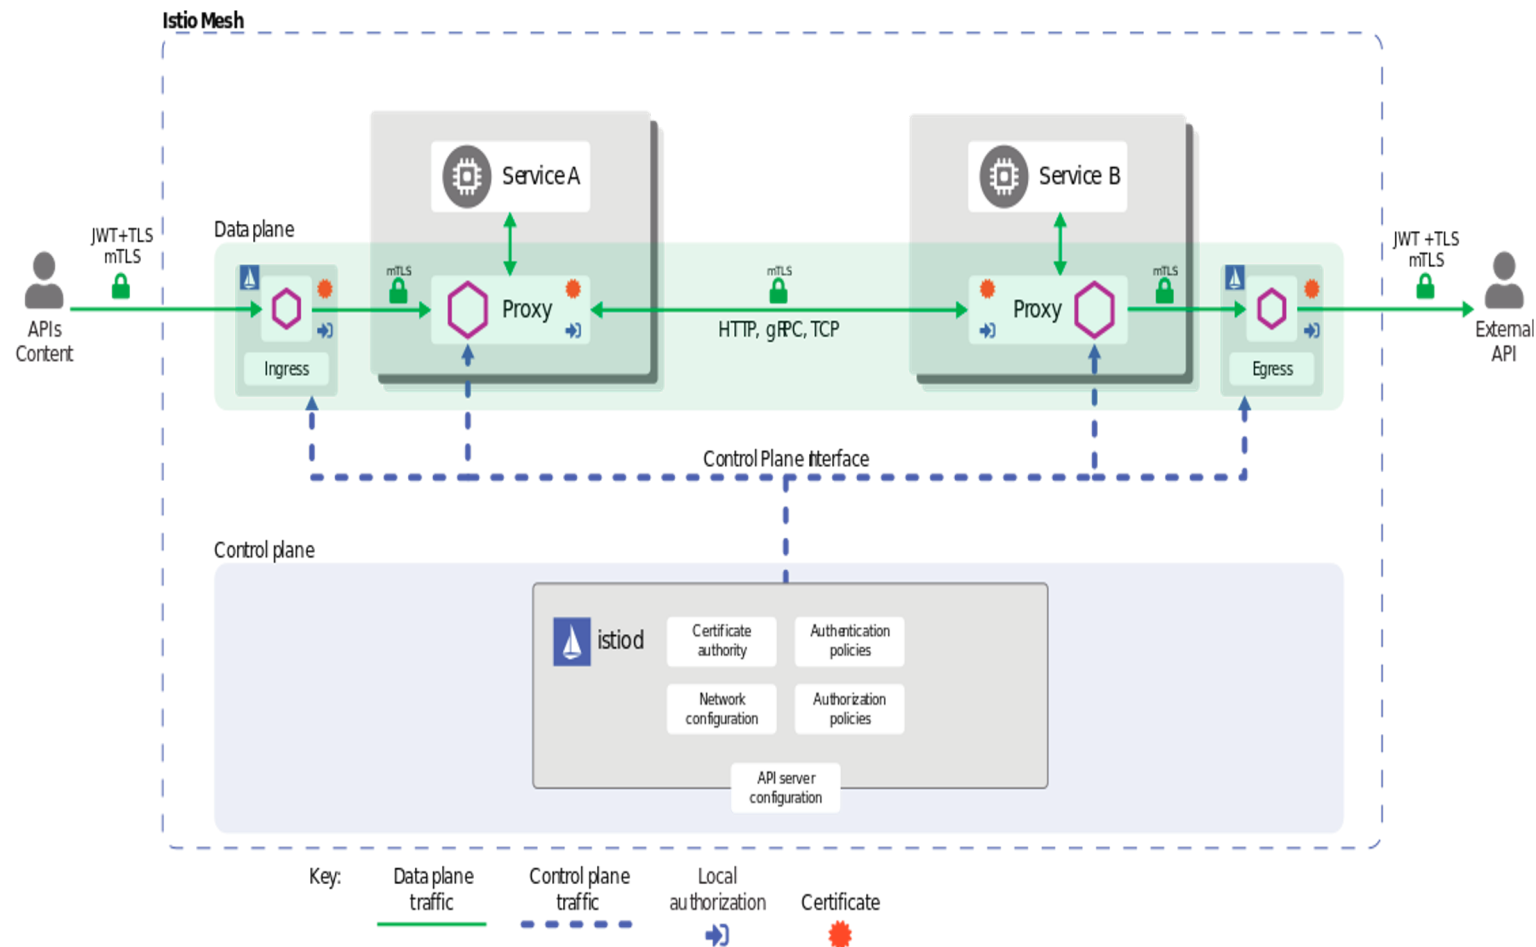 Istio Mesh
Service A
Service B
Data plane
JWT+TLS
mTLS
JWT +TLS
mTLS
mTLS
mTLS
mTLS
Proxy
Proxy
HTTP, gRPC, TCP
APIs
Content
External
API
Ingress
Egress
Control Plane Interface
Control plane
istiod
Certificate
authority
Authentication
policies
Network
configuration
Authorization
policies
API server
configuration
Key:
Data plane
traffic
Control plane
traffic
Local
authorization
Certificate